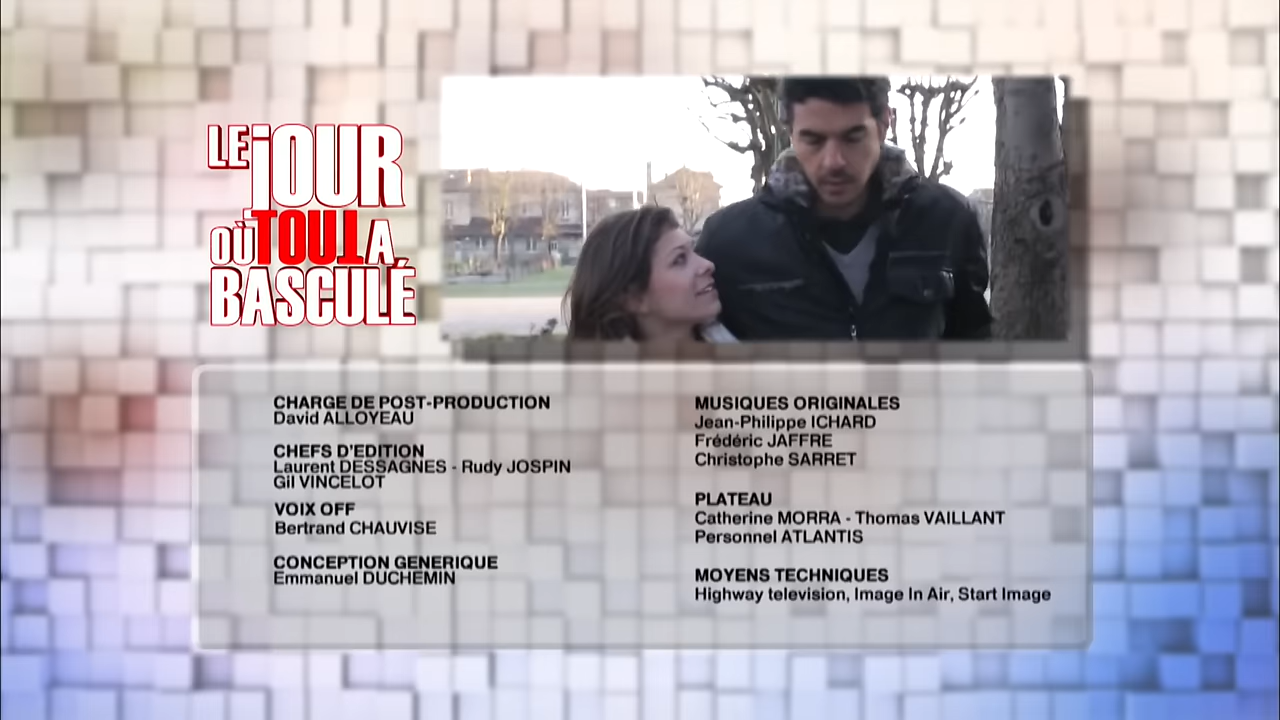 LE JOUR
OÙ TOUT A
BASCULÉ
CHARGE DE POST-PRODUCTION
David ALLOYEAU
CHEFS D'EDITION
Laurent DESSAGNES - Rudy JOSPIN
Gil VINCELOT
VOIX OFF
Bertrand CHAUVISE
CONCEPTION GENERIQUE
Emmanuel DUCHEMIN
MUSIQUES ORIGINALES
Jean-Philippe ICHARD
Frédéric JAFFRE
Christophe SARRET
PLATEAU
Catherine MORRA - Thomas VAILLANT
Personnel ATLANTIS
MOYENS TECHNIQUES
Highway television, Image In Air, Start Image